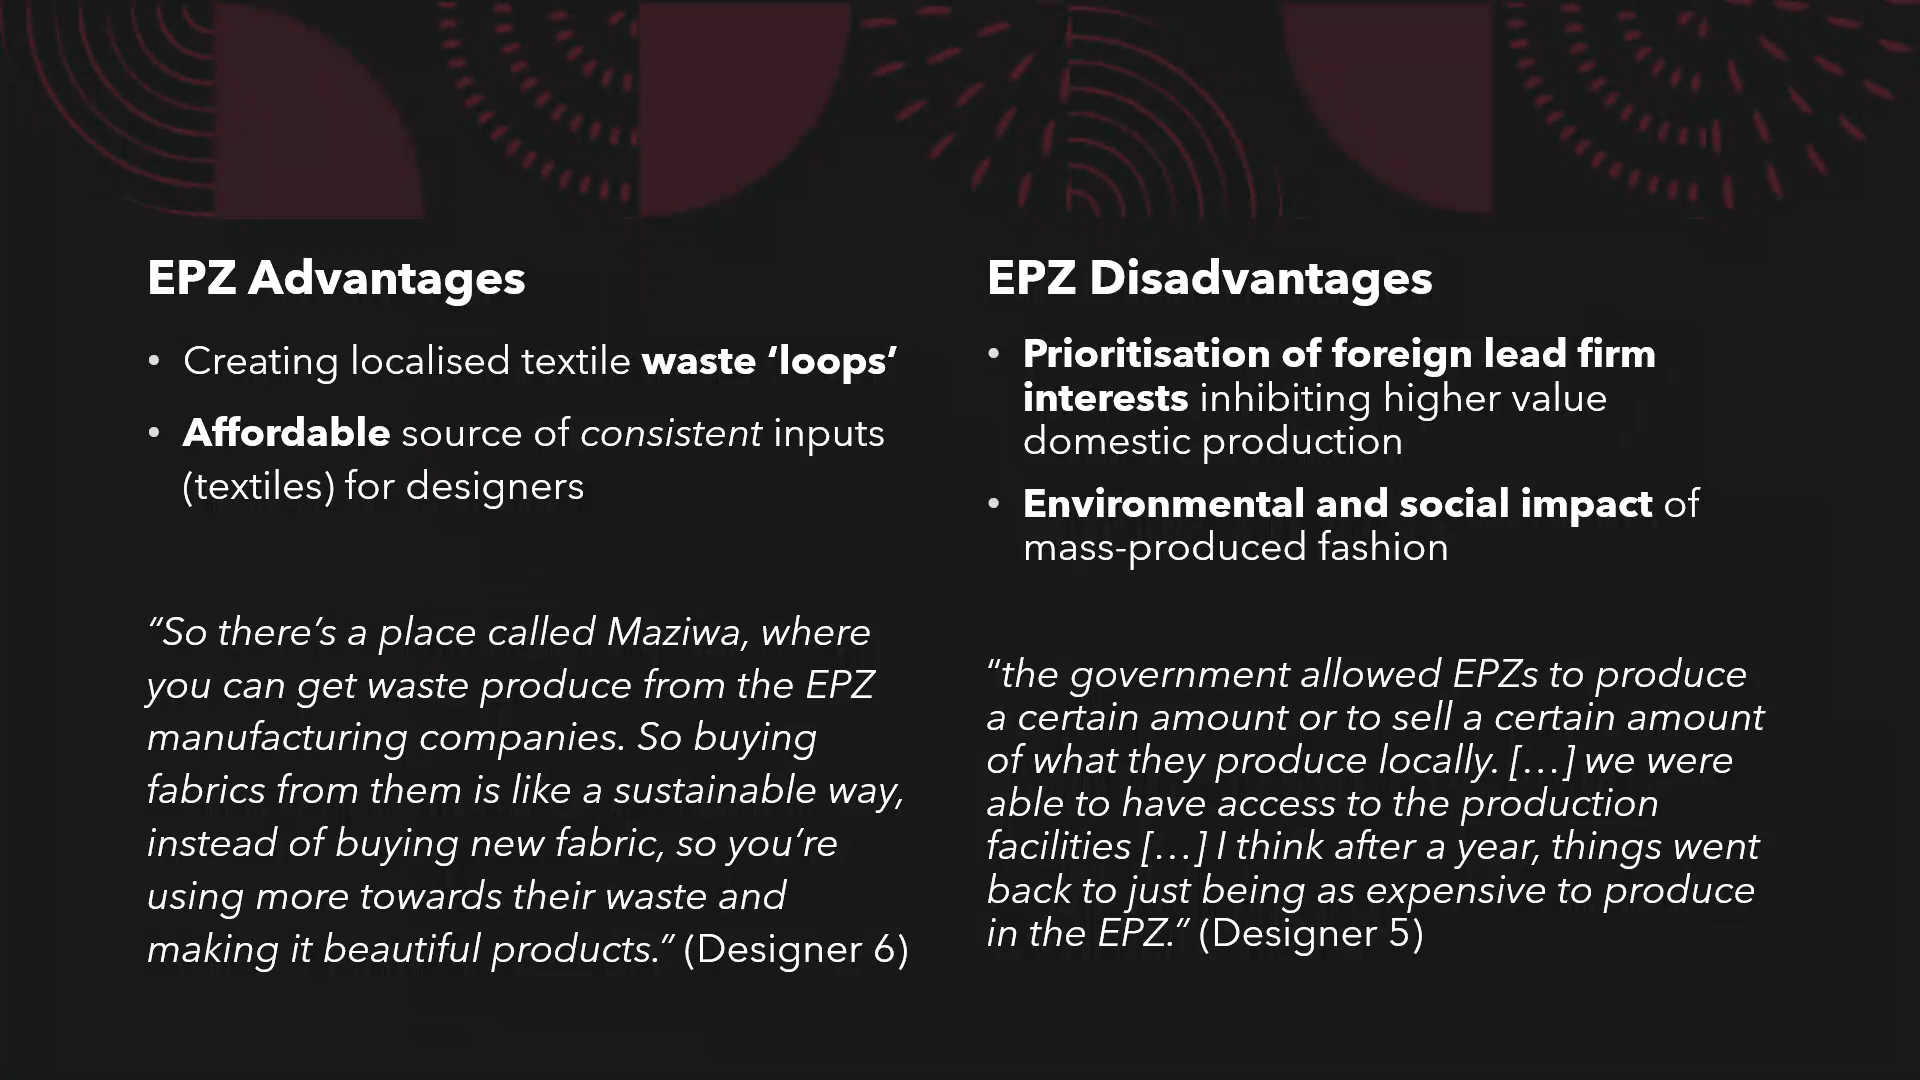 EPZ Advantages
• Creating localised textile waste ‘loops’
• Affordable source of consistent inputs
(textiles) for designers
“So there’s a place called Maziwa, where
you can get waste produce from the EPZ
manufacturing companies. So buying
fabrics from them is like a sustainable way,
instead of buying new fabric, so you’re
using more towards their waste and
making it beautiful products.” (Designer 6)
EPZ Disadvantages
• Prioritisation of foreign lead firm
interests inhibiting higher value
domestic production
• Environmental and social impact of
mass-produced fashion
“the government allowed EPZs to produce
a certain amount or to sell a certain amount
of what they produce locally. […] we were
able to have access to the production
facilities […] I think after a year, things went
back to just being as expensive to produce
in the EPZ.” (Designer 5)